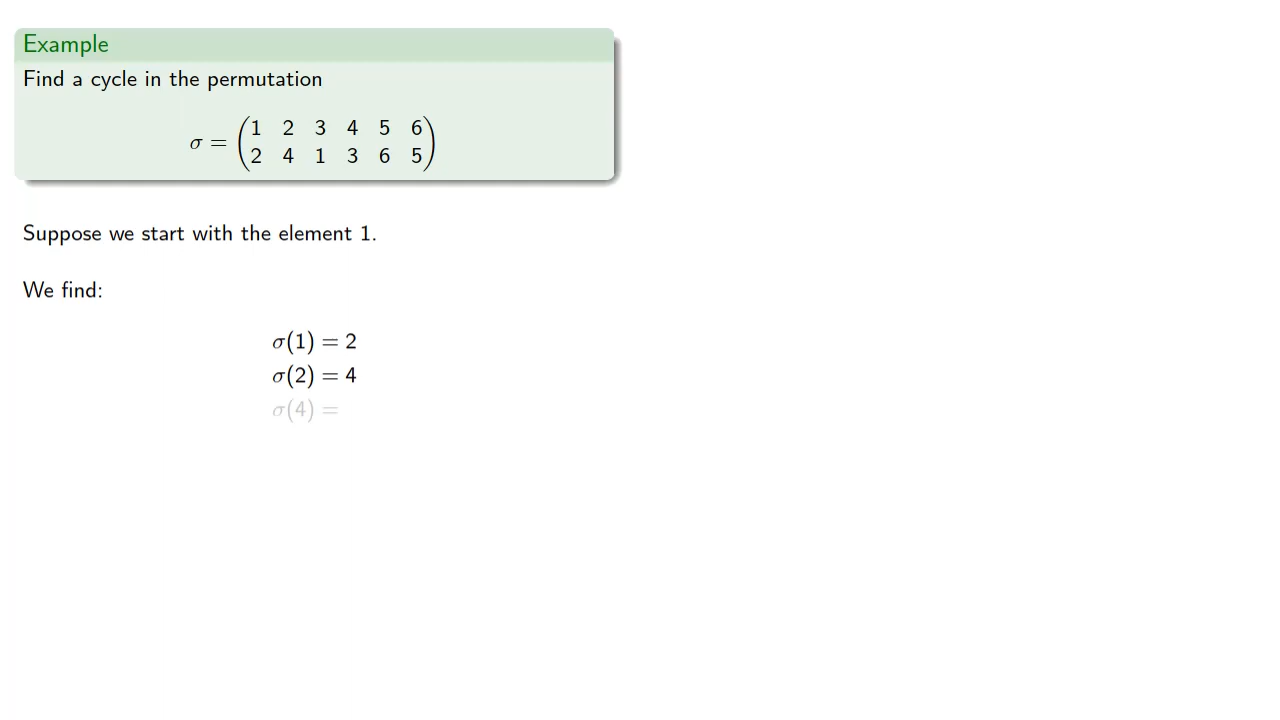 Example
Find a cycle in the permutation
σ = (1 2 3 4 5 6
2 4 1 3 6 5)
Suppose we start with the element 1.
We find:
σ(1) = 2
σ(2) = 4
σ(4) =